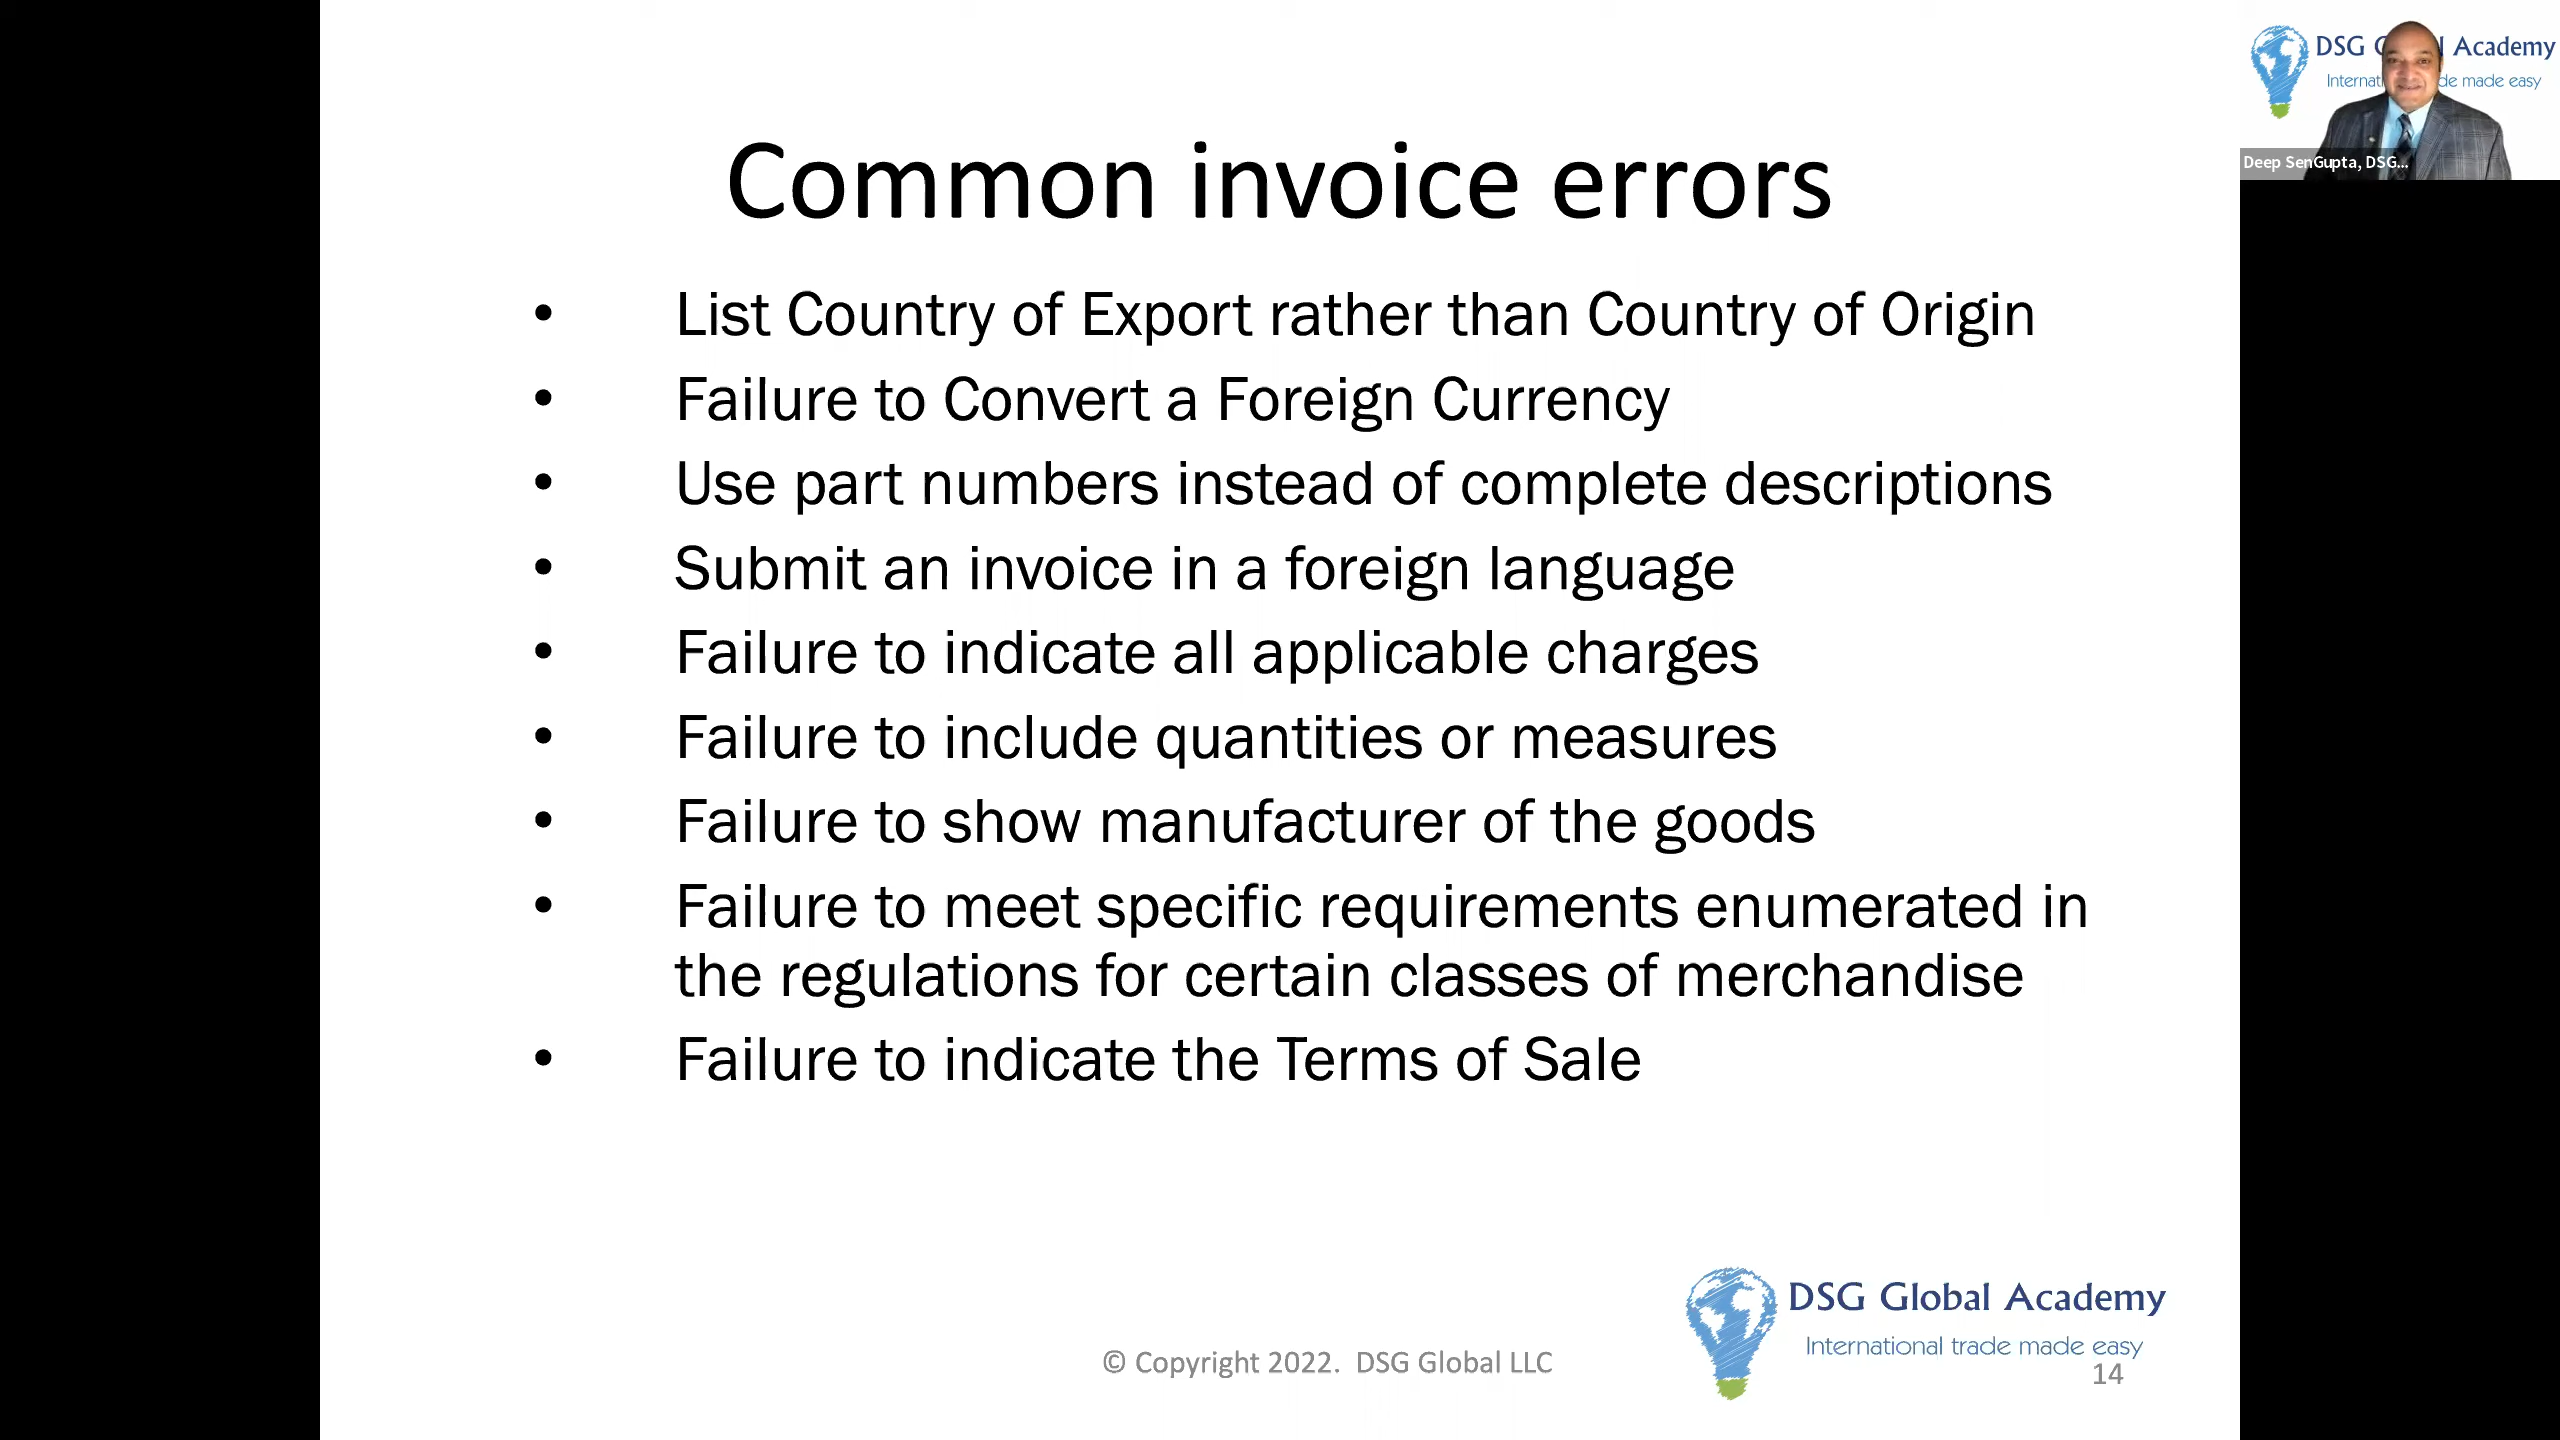 Common invoice errors
• List Country of Export rather than Country of Origin
• Failure to Convert a Foreign Currency
• Use part numbers instead of complete descriptions
• Submit an invoice in a foreign language
• Failure to indicate all applicable charges
• Failure to include quantities or measures
• Failure to show manufacturer of the goods
• Failure to meet specific requirements enumerated in
the regulations for certain classes of merchandise
• Failure to indicate the Terms of Sale
© Copyright 2022. DSG Global LLC
DSG Global Academy
International trade made easy
14
DSG Academy
made easy
Deep SenGupta, DSG...